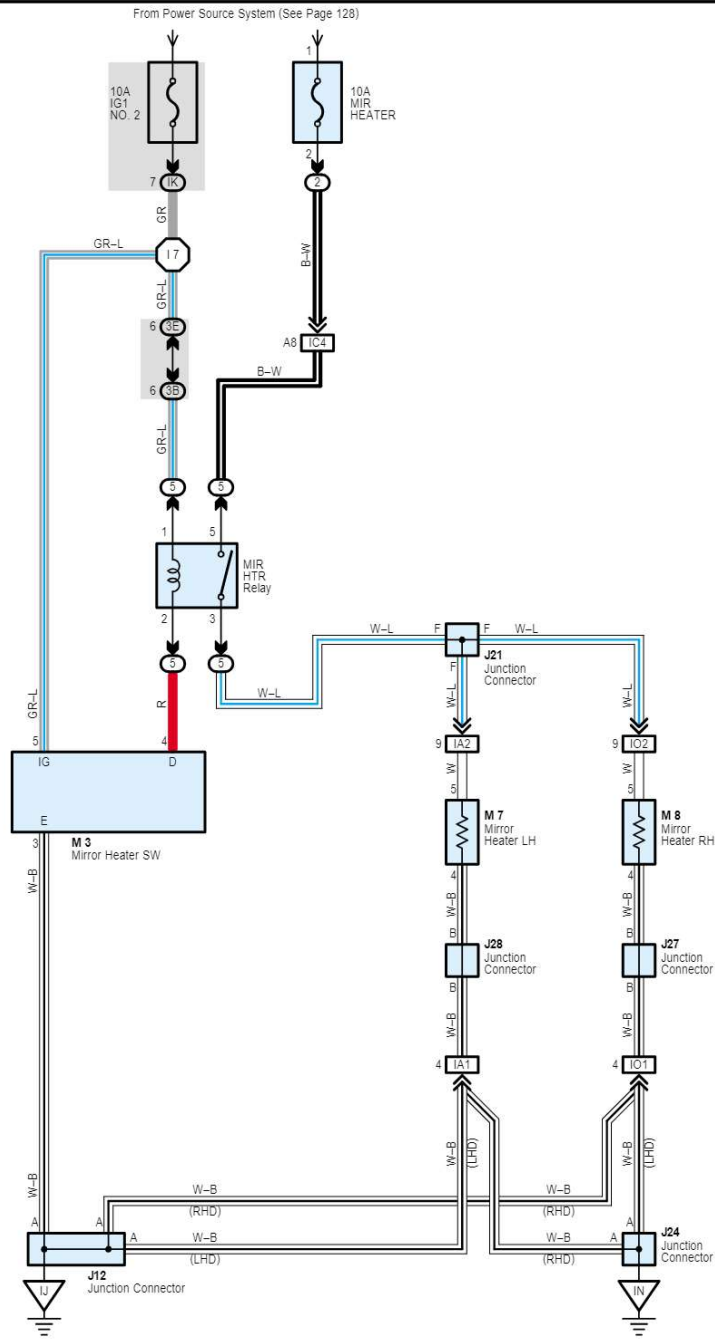 From Power Source System (See Page 128)
1
10A
IG1
NO. 2
10A
MIR
HEATER
2
7 IK
2
GR
GR–L
I 7
B–W
GR–L
6 3E
A8 IC4
B–W
6 3B
GR–L
5
5
1
5
MIR
HTR
Relay
2
3
W–L
F
F
W–L
J21
Junction
Connector
F
5
5
W–L
W–L
W–L
GR–L
R
5
4
9 IA2
9 IO2
IG
D
W
W
5
5
E
M 7
Mirror
Heater LH
M 8
Mirror
Heater RH
3
M 3
Mirror Heater SW
4
4
W–B
W–B
W–B
B
B
J28
Junction
Connector
J27
Junction
Connector
B
B
W–B
W–B
4 IA1
4 IO1
W–B
(LHD)
W–B
(LHD)
W–B
W–B
(RHD)
W–B
(RHD)
A
A
A
W–B
(LHD)
W–B
(RHD)
A
A
J24
Junction
Connector
J12
Junction Connector
IJ
IN